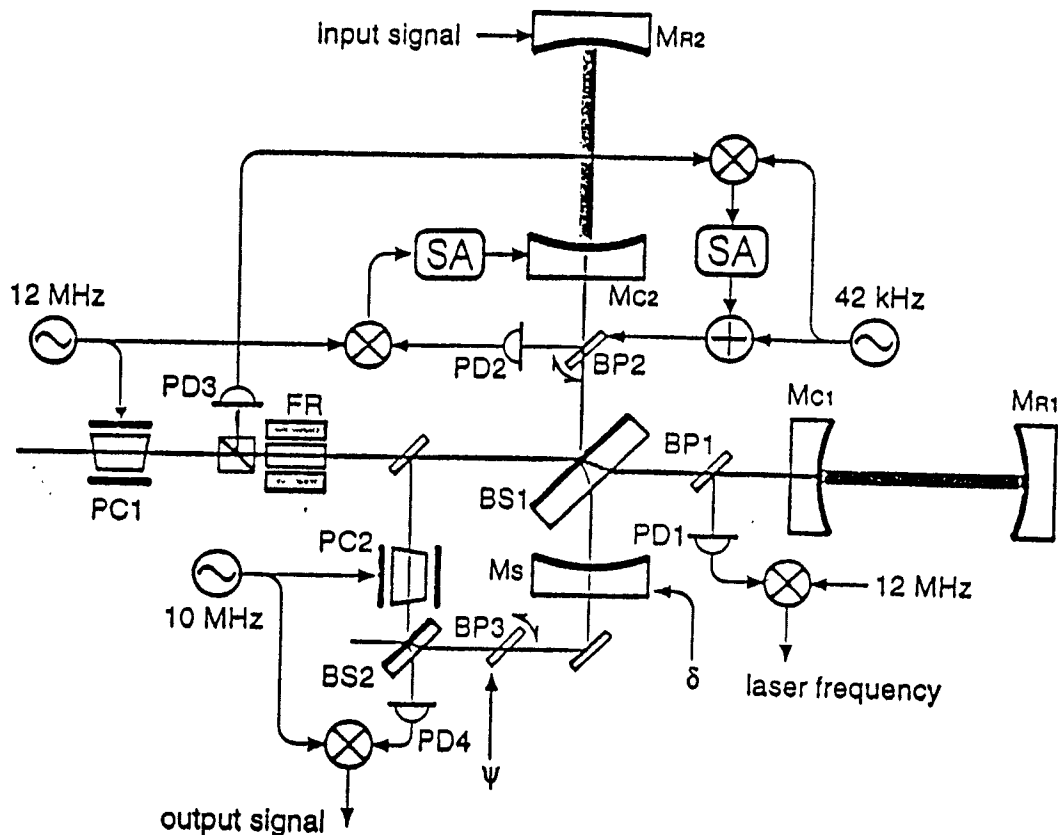 input signal
MR2
SA
SA
MC2
12 MHz
42 kHz
PD2
BP2
PD3
FR
MC1
MR1
BP1
PC1
BS1
PD1
PC2
MS
12 MHz
10 MHz
BP3
BS2
δ
laser frequency
PD4
ψ
output signal